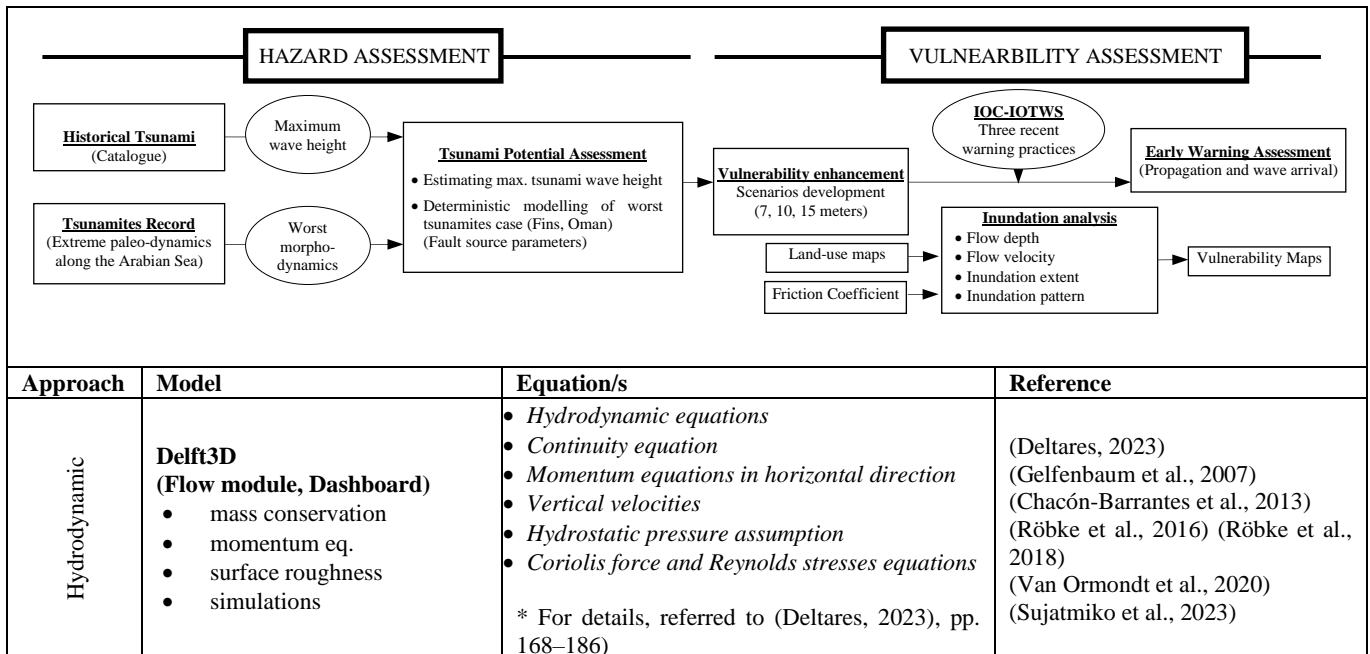 HAZARD ASSESSMENT
VULNEARBILITY ASSESSMENT
Historical Tsunami
(Catalogue)
Maximum
wave height
Tsunamites Record
(Extreme paleo-dynamics
along the Arabian Sea)
Worst
morpho-
dynamics
Tsunami Potential Assessment
• Estimating max. tsunami wave height
• Deterministic modelling of worst
tsunamites case (Fins, Oman)
(Fault source parameters)
Vulnerability enhancement
Scenarios development
(7, 10, 15 meters)
IOC-IOTWS
Three recent
warning practices
Early Warning Assessment
(Propagation and wave arrival)
Land-use maps
Friction Coefficient
Inundation analysis
• Flow depth
• Flow velocity
• Inundation extent
• Inundation pattern
Vulnerability Maps
Approach
Model
Equation/s
Reference
Hydrodynamic
Delft3D
(Flow module, Dashboard)
• mass conservation
• momentum eq.
• surface roughness
• simulations
• Hydrodynamic equations
• Continuity equation
• Momentum equations in horizontal direction
• Vertical velocities
• Hydrostatic pressure assumption
• Coriolis force and Reynolds stresses equations
* For details, referred to (Deltares, 2023), pp.
168–186)
(Deltares, 2023)
(Gelfenbaum et al., 2007)
(Chacón-Barrantes et al., 2013)
(Röbke et al., 2016) (Röbke et al.,
2018)
(Van Ormondt et al., 2020)
(Sujatmiko et al., 2023)